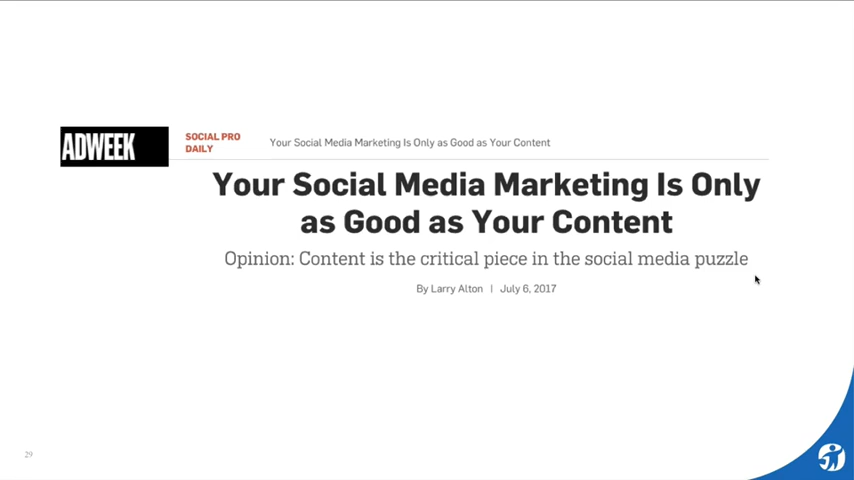 ADWEEK
SOCIAL PRO
DAILY
Your Social Media Marketing Is Only as Good as Your Content
Your Social Media Marketing Is Only
as Good as Your Content
Opinion: Content is the critical piece in the social media puzzle
By Larry Alton | July 6, 2017
29